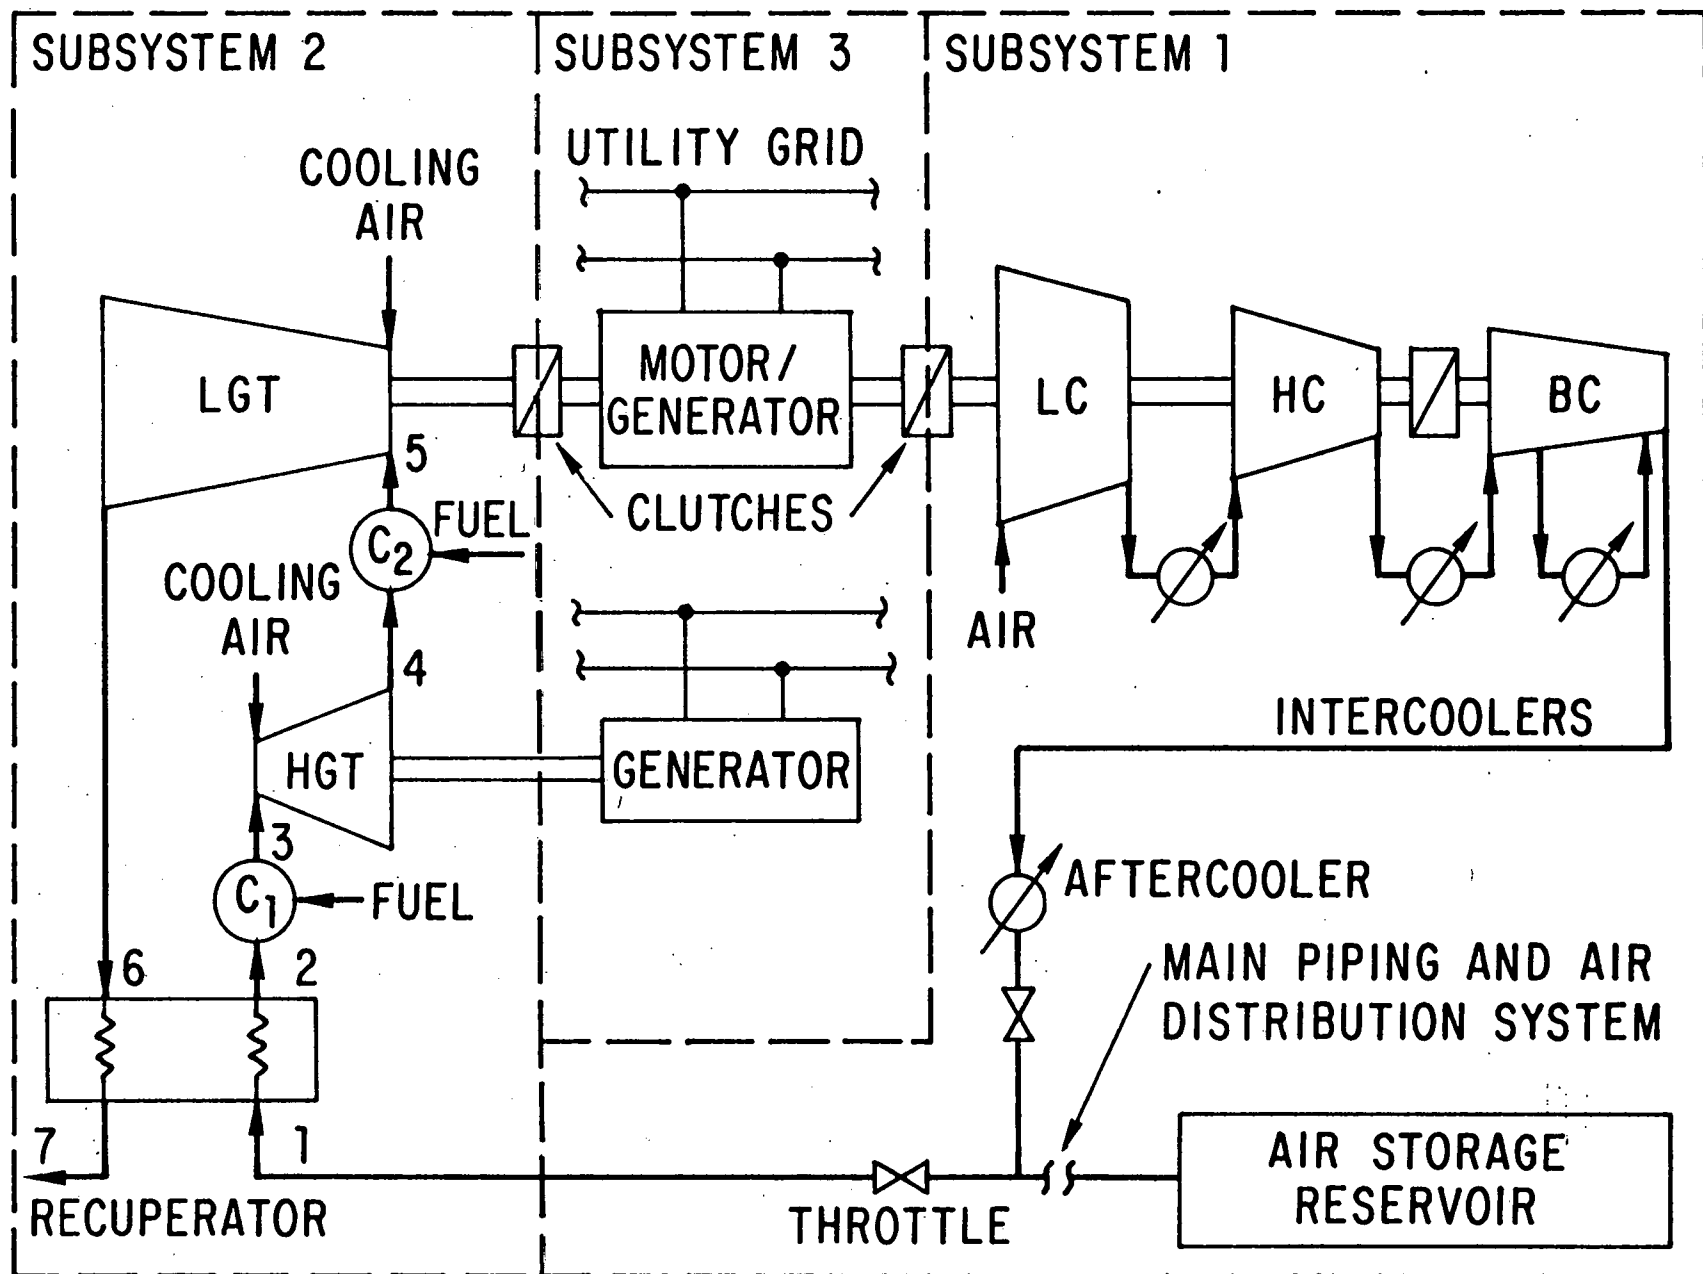 SUBSYSTEM 2
SUBSYSTEM 3
SUBSYSTEM 1
UTILITY GRID
COOLING
AIR
LGT
MOTOR/
GENERATOR
LC
HC
BC
5
CLUTCHES
C2
FUEL
COOLING
AIR
AIR
4
INTERCOOLERS
HGT
GENERATOR
3
C1
FUEL
AFTERCOOLER
6
2
MAIN PIPING AND AIR
DISTRIBUTION SYSTEM
7
1
RECUPERATOR
THROTTLE
AIR STORAGE
RESERVOIR